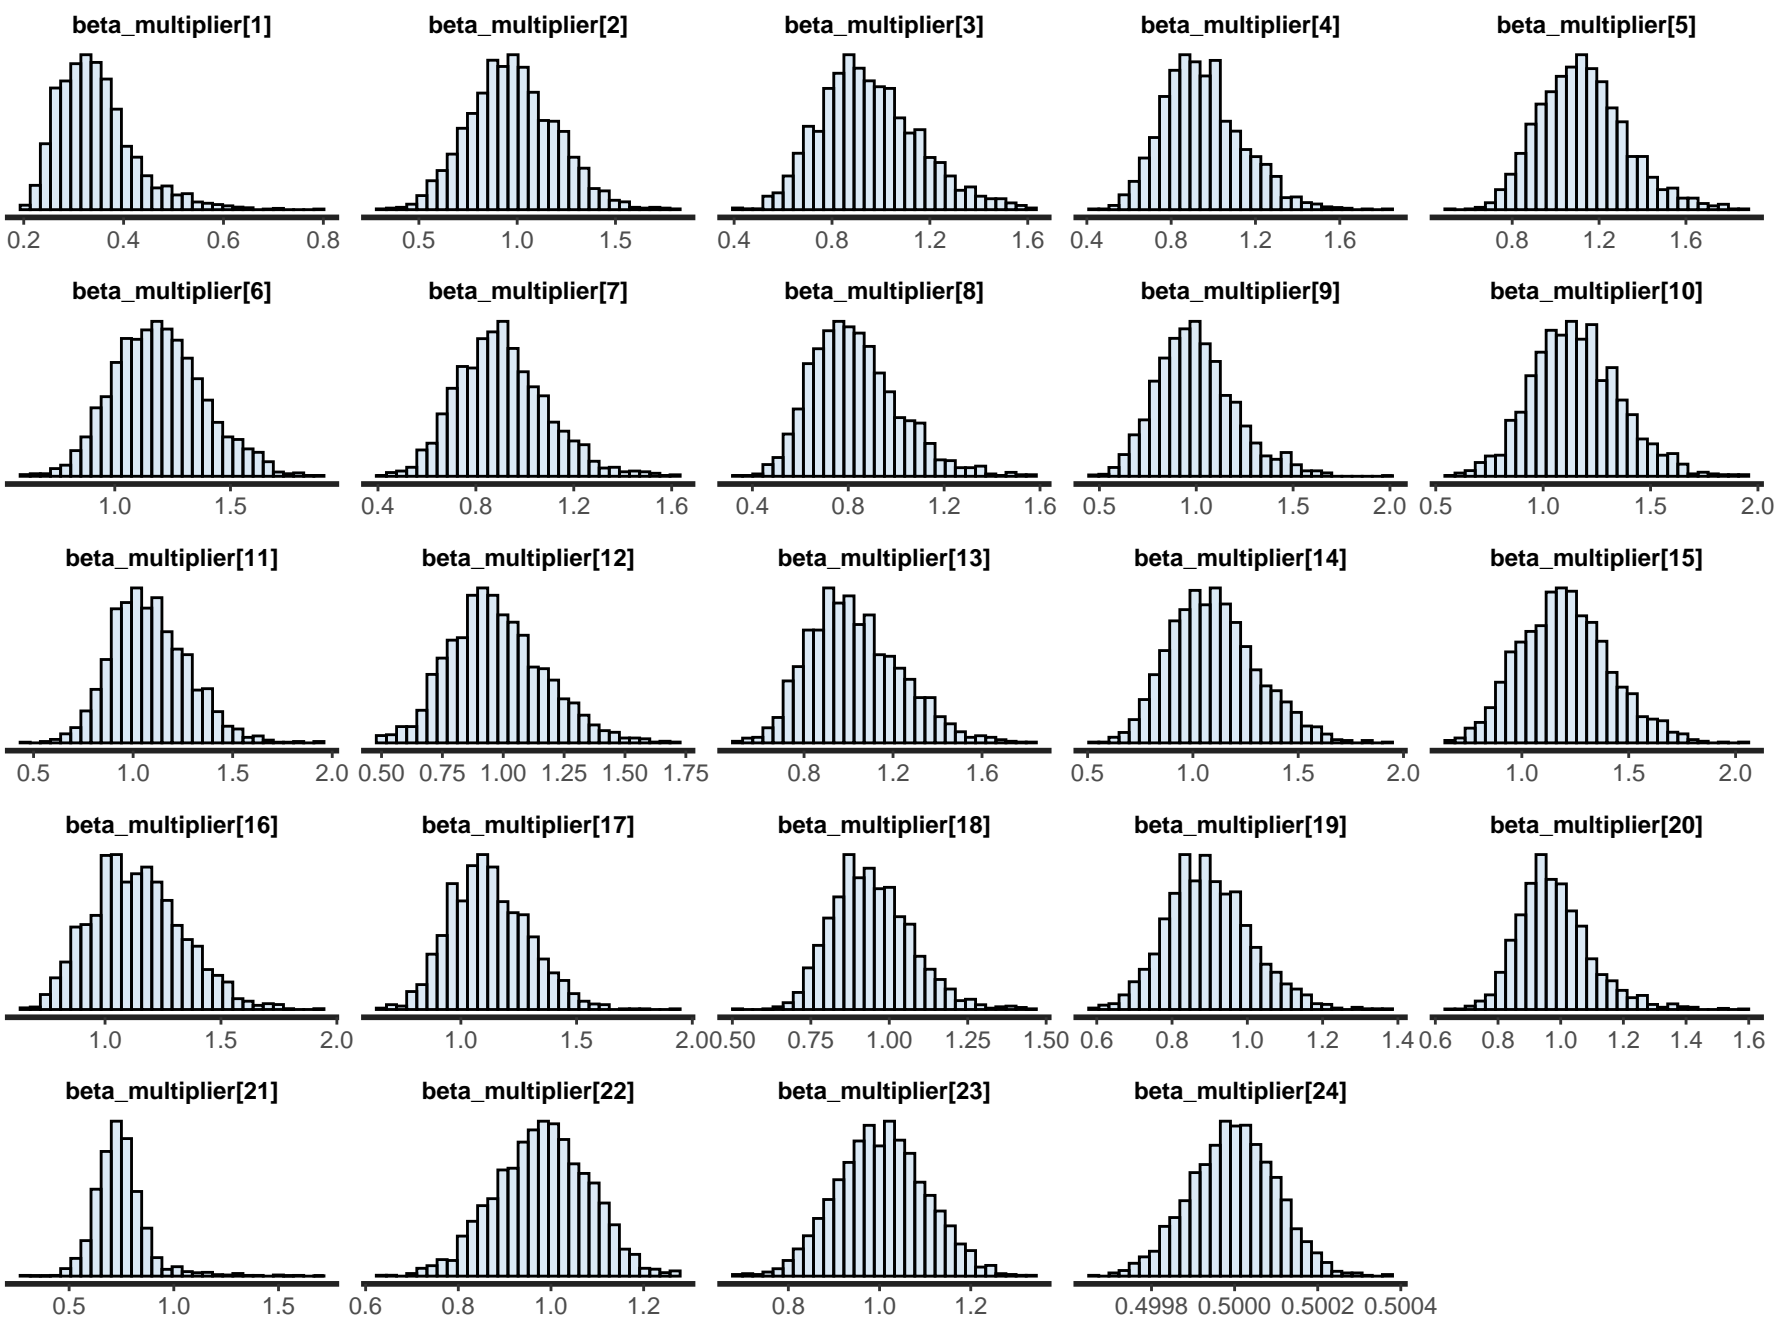 beta_multiplier[1] beta_multiplier[2] beta_multiplier[3] beta_multiplier[4] beta_multiplier[5]
0.2 0.4 0.6 0.8 0.5 1.0 1.5 0.4 0.8 1.2 1.6 0.4 0.8 1.2 1.6 0.8 1.2 1.6
beta_multiplier[6] beta_multiplier[7] beta_multiplier[8] beta_multiplier[9] beta_multiplier[10]
1.0 1.5 0.4 0.8 1.2 1.6 0.4 0.8 1.2 1.6 0.5 1.0 1.5 2.0 0.5 1.0 1.5 2.0
beta_multiplier[11] beta_multiplier[12] beta_multiplier[13] beta_multiplier[14] beta_multiplier[15]
0.5 1.0 1.5 2.0 0.50 0.75 1.00 1.25 1.50 1.75 0.8 1.2 1.6 0.5 1.0 1.5 2.0 1.0 1.5 2.0
beta_multiplier[16] beta_multiplier[17] beta_multiplier[18] beta_multiplier[19] beta_multiplier[20]
1.0 1.5 2.0 1.0 1.5 2.0 0.50 0.75 1.00 1.25 1.50 0.6 0.8 1.0 1.2 1.4 0.6 0.8 1.0 1.2 1.4 1.6
beta_multiplier[21] beta_multiplier[22] beta_multiplier[23] beta_multiplier[24]
0.5 1.0 1.5 0.6 0.8 1.0 1.2 0.8 1.0 1.2 0.4998 0.5000 0.5002 0.5004